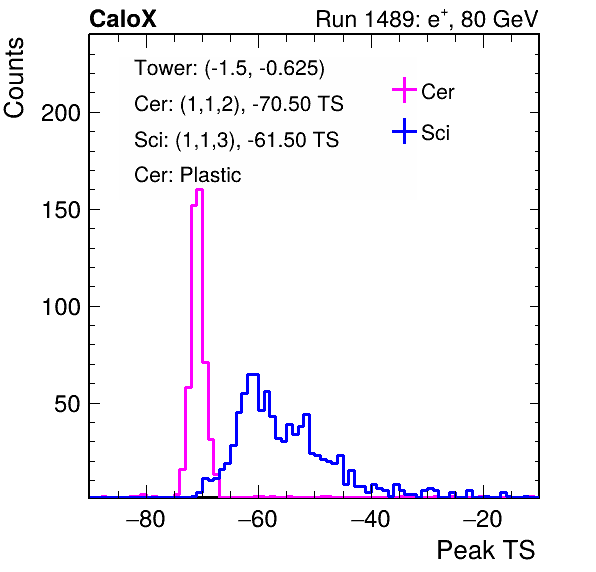 CaloX Run 1489: e⁺, 80 GeV
Counts
Tower: (-1.5, -0.625)
Cer: (1,1,2), -70.50 TS
Sci: (1,1,3), -61.50 TS
Cer: Plastic
Cer
Sci
200
150
100
50
−80 −60 −40 −20
Peak TS